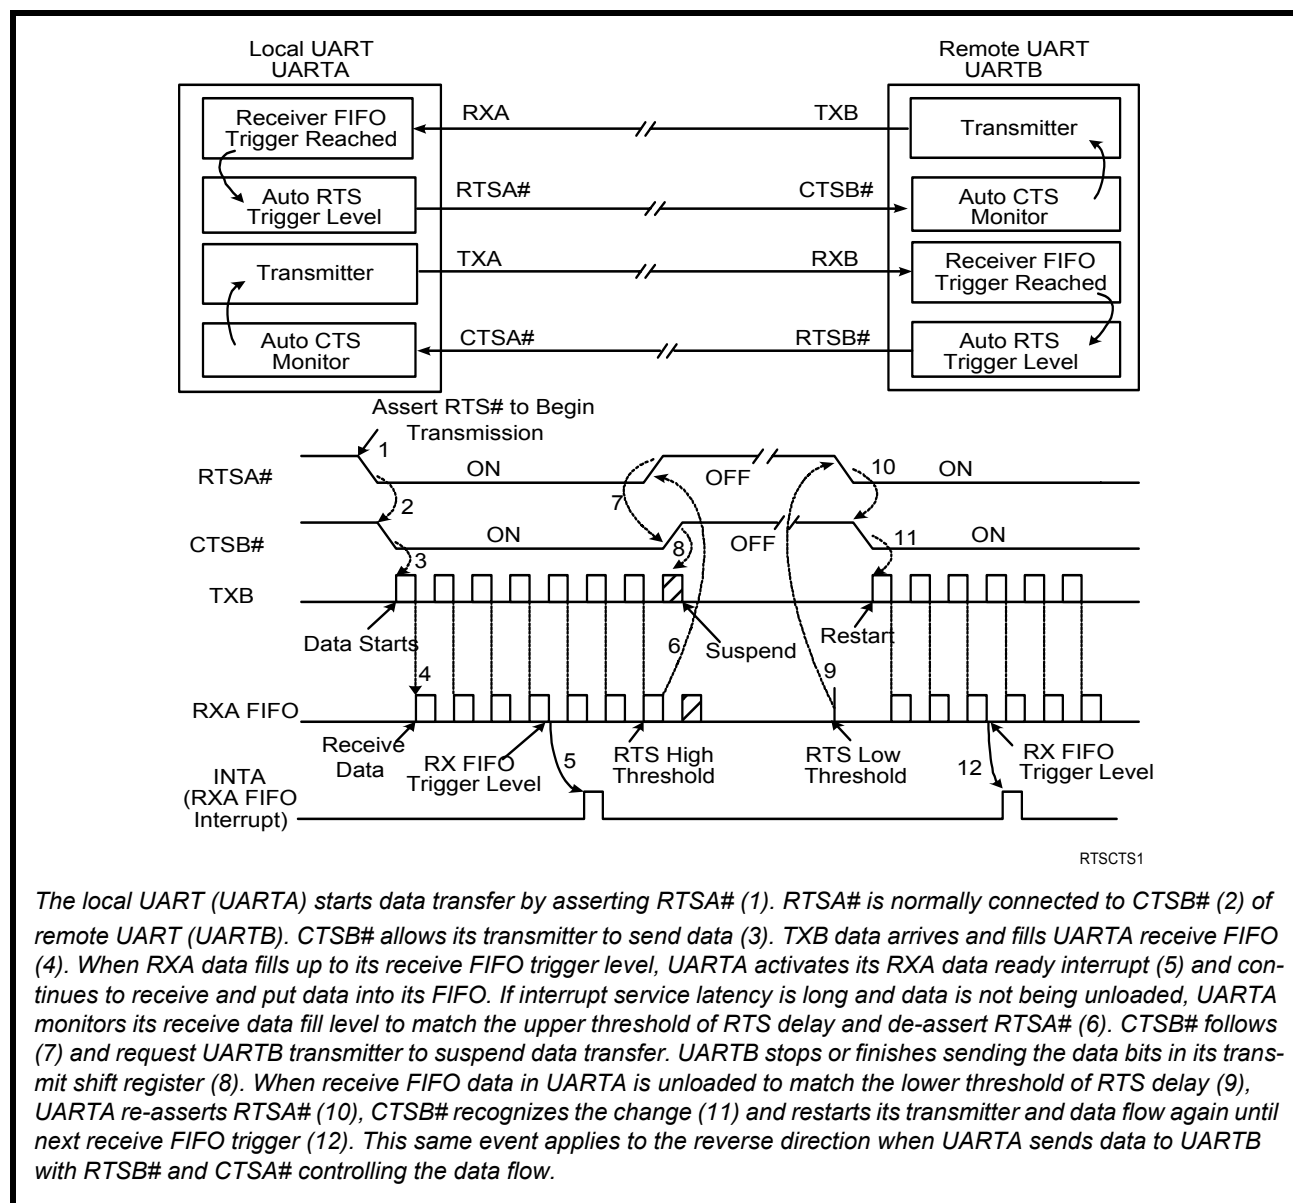 Local UART
UARTA
Remote UART
UARTB
Receiver FIFO
Trigger Reached
RXA
TXB
Transmitter
Auto RTS
Trigger Level
RTSA#
CTSB#
Auto CTS
Monitor
Transmitter
TXA
RXB
Receiver FIFO
Trigger Reached
Auto CTS
Monitor
CTSA#
RTSB#
Auto RTS
Trigger Level
Assert RTS# to Begin
Transmission
RTSA#
1
ON
7
OFF
10
ON
2
CTSB#
3
ON
8
OFF
11
ON
TXB
Data Starts
4
6
Suspend
9
Restart
RXA FIFO
Receive
Data
RX FIFO
Trigger Level
5
RTS High
Threshold
RTS Low
Threshold
12
RX FIFO
Trigger Level
INTA
(RXA FIFO
Interrupt)
RTSCTS1
The local UART (UARTA) starts data transfer by asserting RTSA# (1). RTSA# is normally connected to CTSB# (2) of
remote UART (UARTB). CTSB# allows its transmitter to send data (3). TXB data arrives and fills UARTA receive FIFO
(4). When RXA data fills up to its receive FIFO trigger level, UARTA activates its RXA data ready interrupt (5) and con-
tinues to receive and put data into its FIFO. If interrupt service latency is long and data is not being unloaded, UARTA
monitors its receive data fill level to match the upper threshold of RTS delay and de-assert RTSA# (6). CTSB# follows
(7) and request UARTB transmitter to suspend data transfer. UARTB stops or finishes sending the data bits in its trans-
mit shift register (8). When receive FIFO data in UARTA is unloaded to match the lower threshold of RTS delay (9),
UARTA re-asserts RTSA# (10), CTSB# recognizes the change (11) and restarts its transmitter and data flow again until
next receive FIFO trigger (12). This same event applies to the reverse direction when UARTA sends data to UARTB
with RTSB# and CTSA# controlling the data flow.